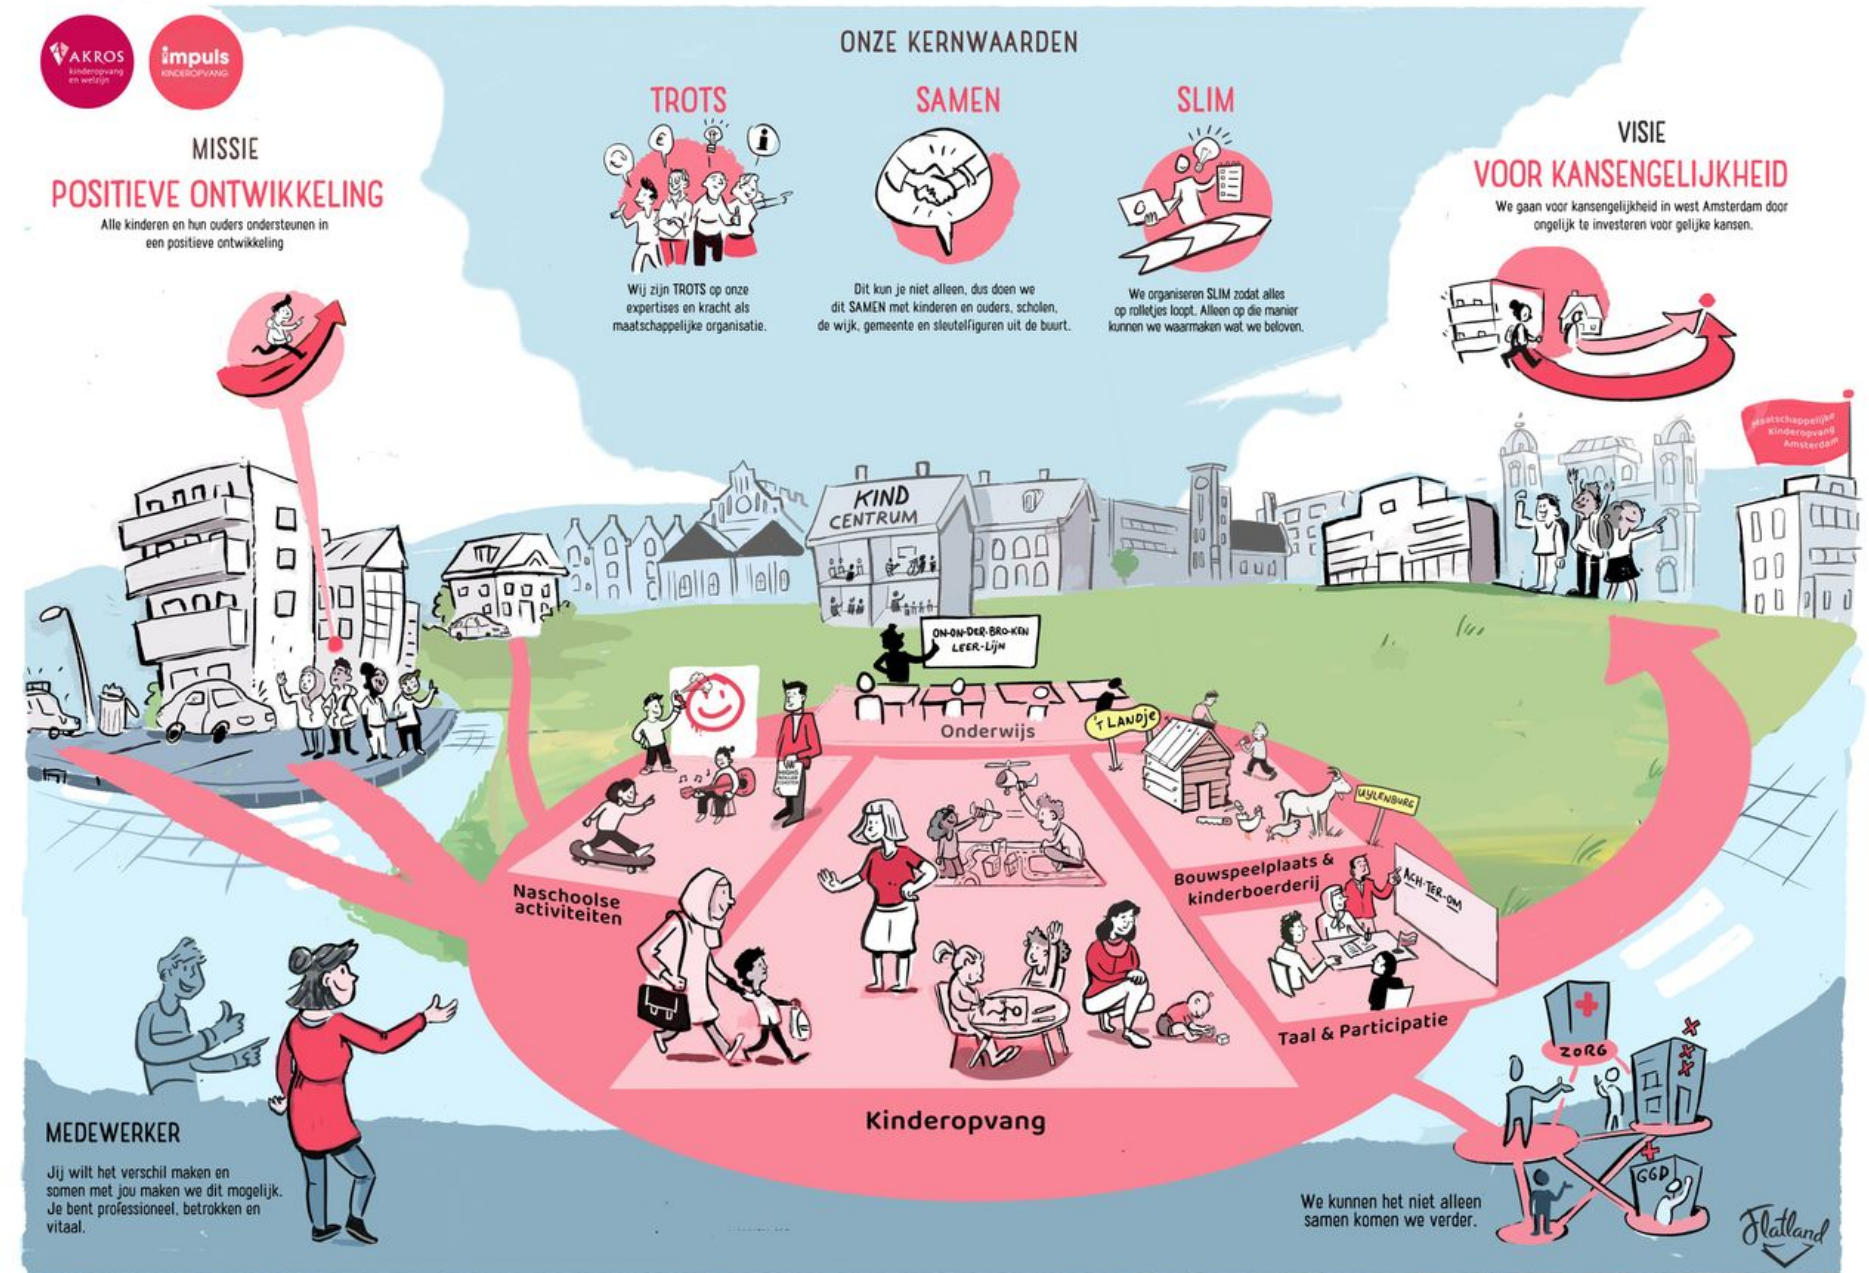 AKROS
kinderopvang
en welzijn
impuls
KINDEROPVANG
MISSIE
POSITIEVE ONTWIKKELING
Alle kinderen en hun ouders ondersteunen in
een positieve ontwikkeling
ONZE KERNWAARDEN
TROTS
Wij zijn TROTS op onze
expertises en kracht als
maatschappelijke organisatie.
SAMEN
Dit kun je niet alleen, dus doen we
dit SAMEN met kinderen en ouders, scholen,
de wijk, gemeente en sleutelfiguren uit de buurt.
SLIM
We organiseren SLIM zodat alles
op rolletjes loopt. Alleen op die manier
kunnen we waarmaken wat we beloven.
VISIE
VOOR KANSENGELIJKHEID
We gaan voor kansengelijkheid in west Amsterdam door
ongelijk te investeren voor gelijke kansen.
Maatschappelijke
Kinderopvang
Amsterdam
KIND
CENTRUM
ON-ON-DER-BRO-KEN
LEER-LijN
Onderwijs
'T LANDje
UYLENBURG
Naschoolse
activiteiten
Bouwspeelplaats &
kinderboerderij
ACH-TER-OM
Taal & Participatie
Kinderopvang
MEDEWERKER
Jij wilt het verschil maken en
somen met jou maken we dit mogelijk.
Je bent professioneel, betrokken en
vitaal.
ZORG
GGD
We kunnen het niet alleen
samen komen we verder.
Flatland